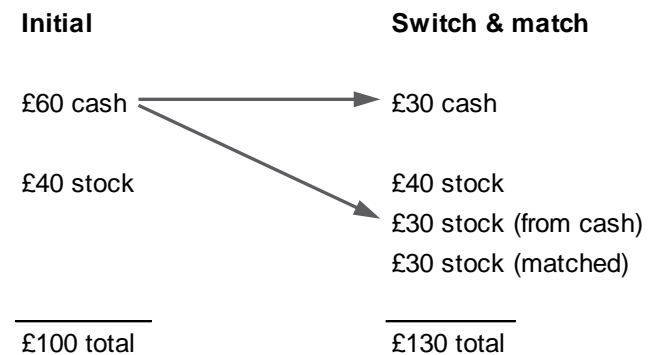 Initial
Switch & match
£60 cash
£30 cash
£40 stock
£40 stock
£30 stock (from cash)
£30 stock (matched)
£100 total
£130 total